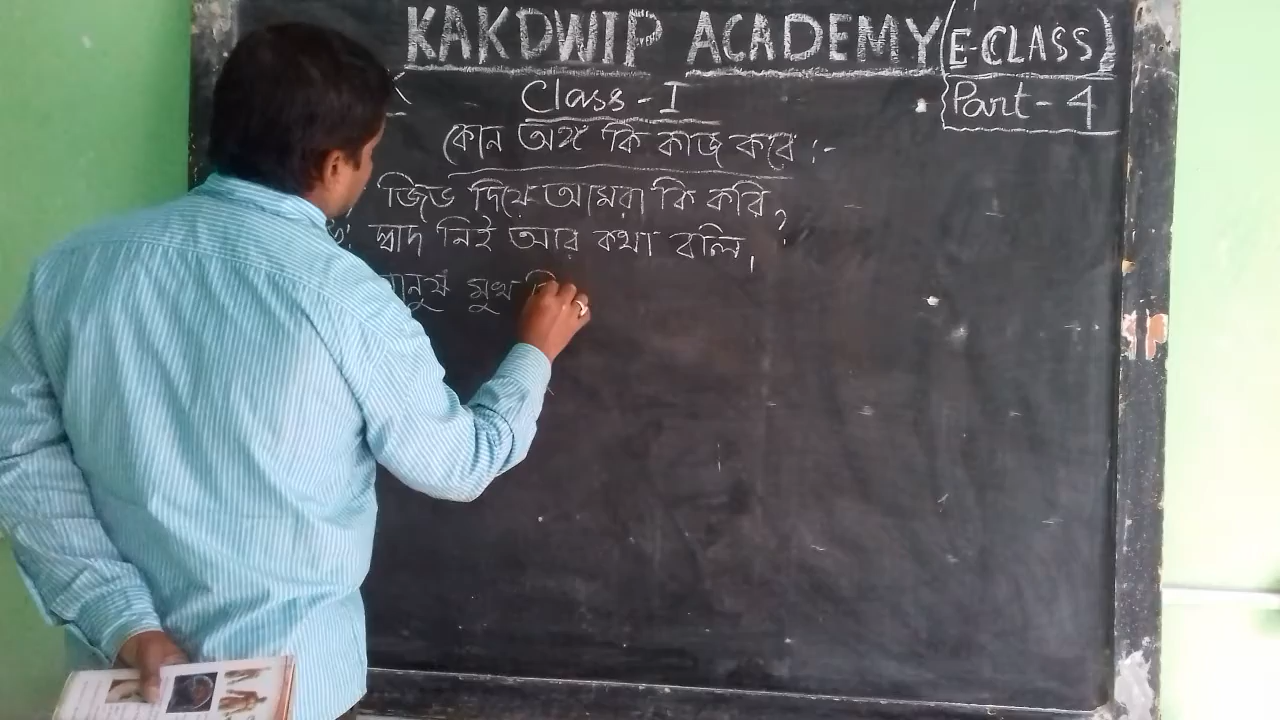 KAKDWIP ACADEMY (E-CLASS)
Class - I
Part - 4
কোন অঙ্গ কি কাজ করে :-
জিভ দিয়ে আমরা কি করি ?
স্বাদ নিই আর কথা বলি।
মানুষ মুখ